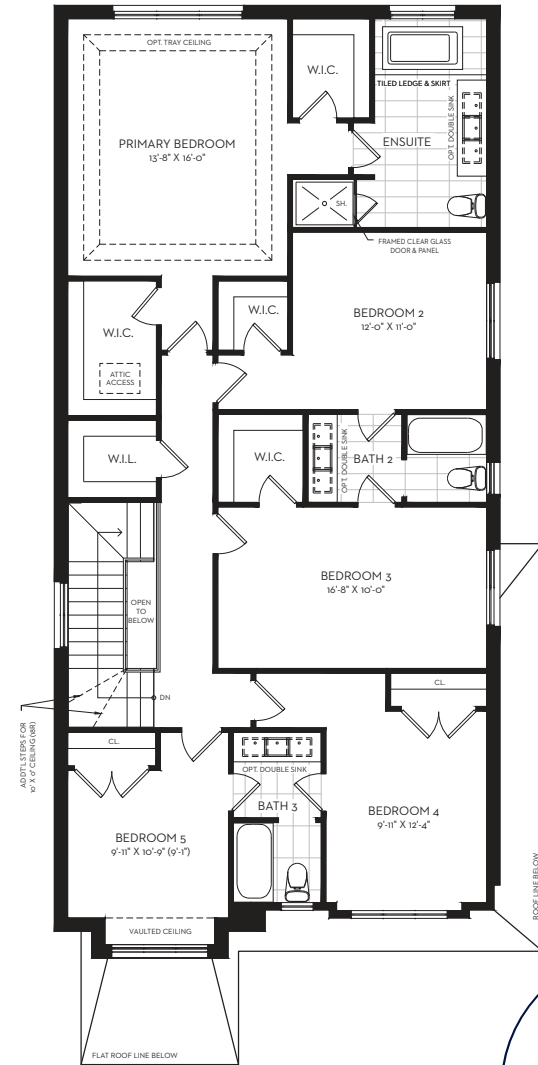 OPT. TRAY CEILING
W.I.C.
TILED LEDGE & SKIRT
PRIMARY BEDROOM
13'-8" X 16'-0"
ENSUITE
OPT. DOUBLE SINK
SH.
FRAMED CLEAR GLASS
DOOR & PANEL
W.I.C.
W.I.C.
BEDROOM 2
12'-0" X 11'-0"
ATTIC
ACCESS
W.I.L.
W.I.C.
OPT. DOUBLE SINK
BATH 2
BEDROOM 3
16'-8" X 10'-0"
OPEN
TO
BELOW
DN
CL.
ADDT'L STEPS FOR
10' X 0" CEILING (18R)
CL.
OPT. DOUBLE SINK
BATH 3
BEDROOM 4
9'-11" X 12'-4"
BEDROOM 5
9'-11" X 10'-9" (9'-1")
ROOF LINE BELOW
VAULTED CEILING
FLAT ROOF LINE BELOW